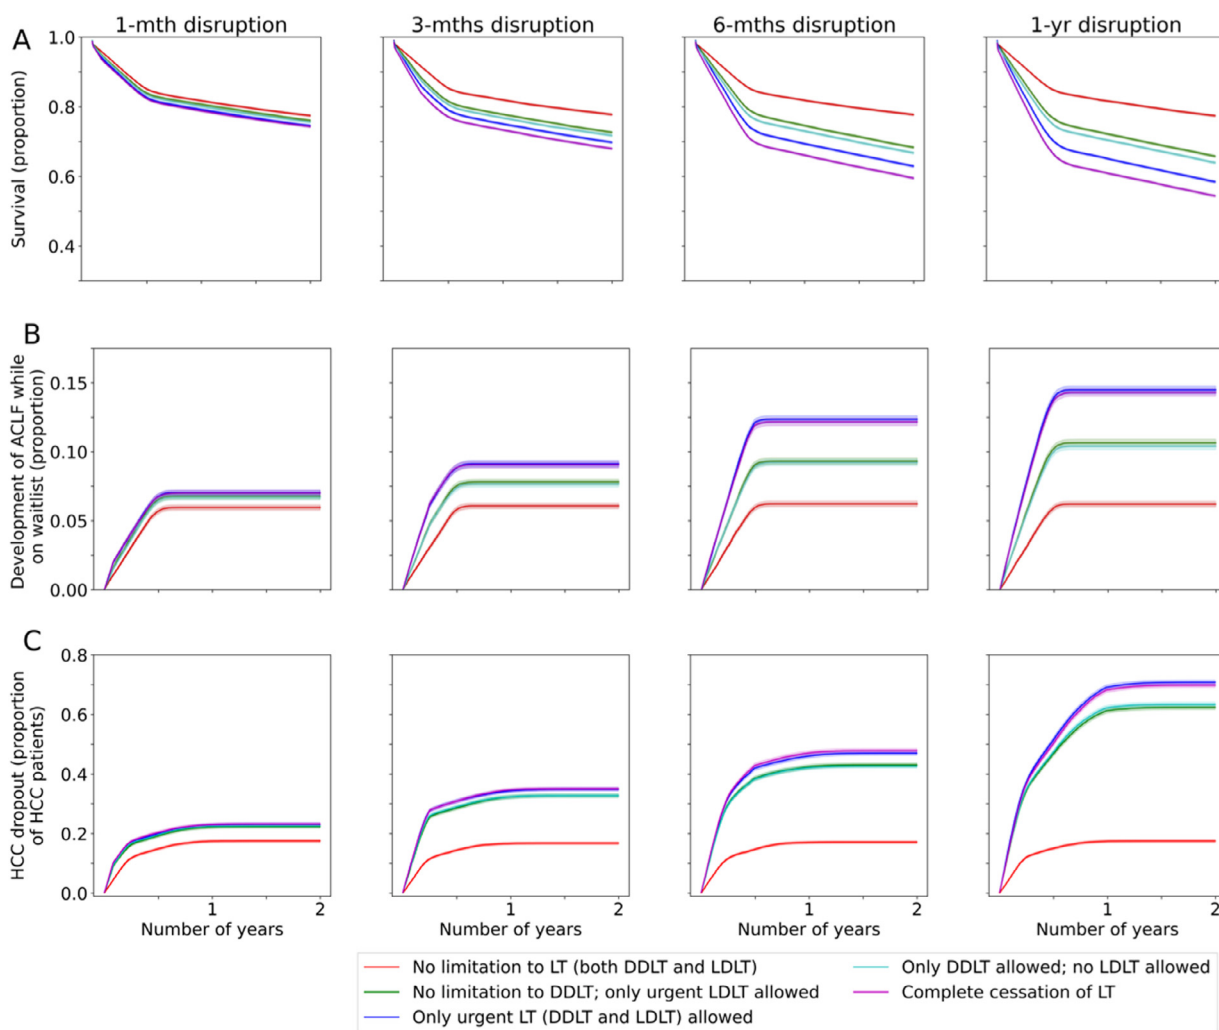 1-mth disruption
3-mths disruption
6-mths disruption
1-yr disruption
A
Survival (proportion)
1.0
0.8
0.6
0.4
B
Development of ACLF while
on waitlist (proportion)
0.15
0.10
0.05
0.00
C
HCC dropout (proportion
of HCC patients)
0.8
0.6
0.4
0.2
0.0
1
2
1
2
1
2
1
2
Number of years
Number of years
Number of years
Number of years
No limitation to LT (both DDLT and LDLT)
No limitation to DDLT; only urgent LDLT allowed
Only urgent LT (DDLT and LDLT) allowed
Only DDLT allowed; no LDLT allowed
Complete cessation of LT